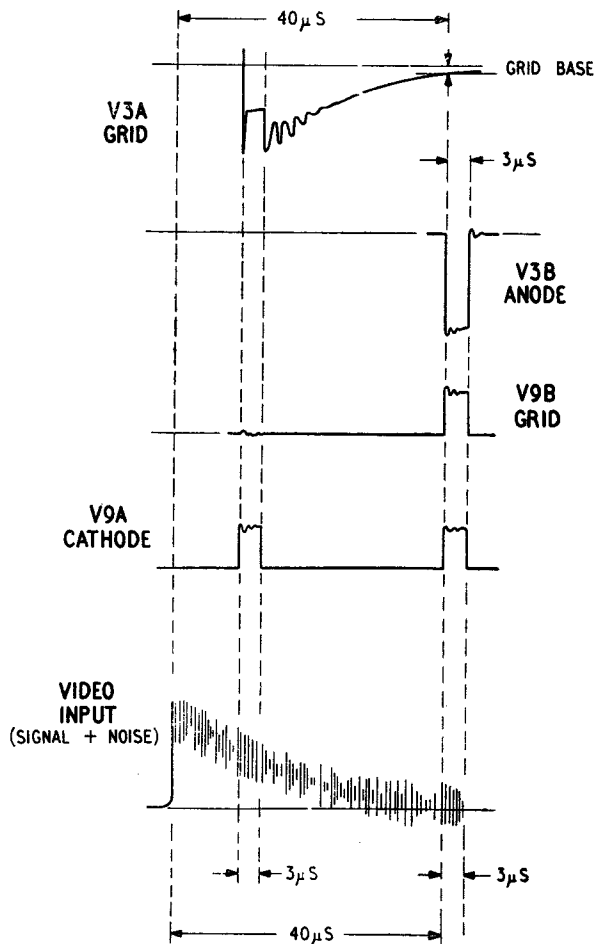 40μS
GRID BASE
V3A
GRID
3μS
V3B
ANODE
V9B
GRID
V9A
CATHODE
VIDEO
INPUT
(SIGNAL + NOISE)
3μS
3μS
40μS